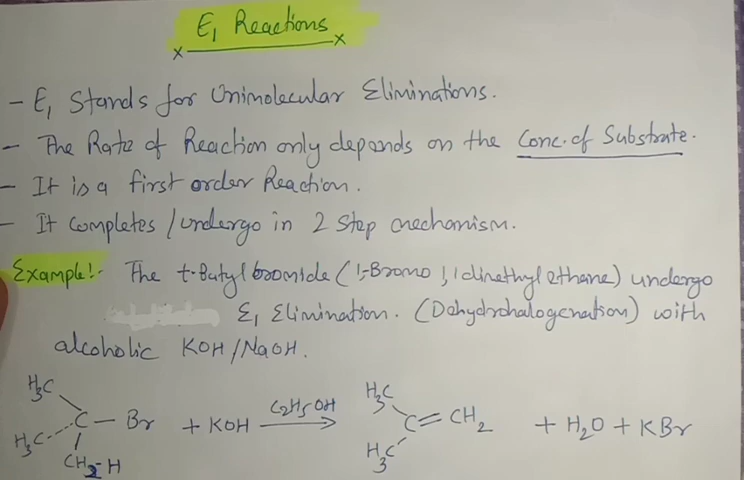 E₁ Reactions
- E₁ Stands for Unimolecular Eliminations.
- The Rate of Reaction only depends on the Conc. of Substrate.
- It is a first order Reaction.
- It Completes / undergo in 2 Step mechanism.
Example:- The t-Butyl bromide (1,-Bromo 1,1 dimethyl ethane) undergo
E₁ Elimination. (Dehydrohalogenation) with
alcoholic KOH/NaOH.
H₃C H₃C
H₃C C - Br + KOH C₂H₅OH → C = CH₂ + H₂O + KBr
CH₂-H H₃C